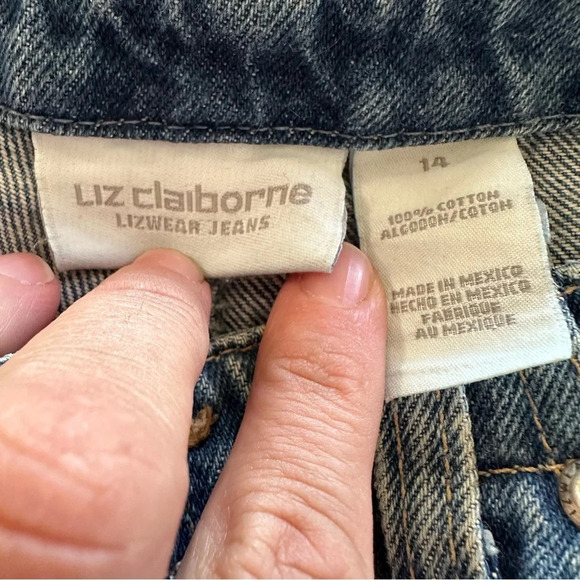 Liz claiborne
LIZWEAR JEANS
14
100% COTTON
ALGODON/COTON
MADE IN MEXICO
HECHO EN MEXICO
FABRIQUE
AU MEXIQUE